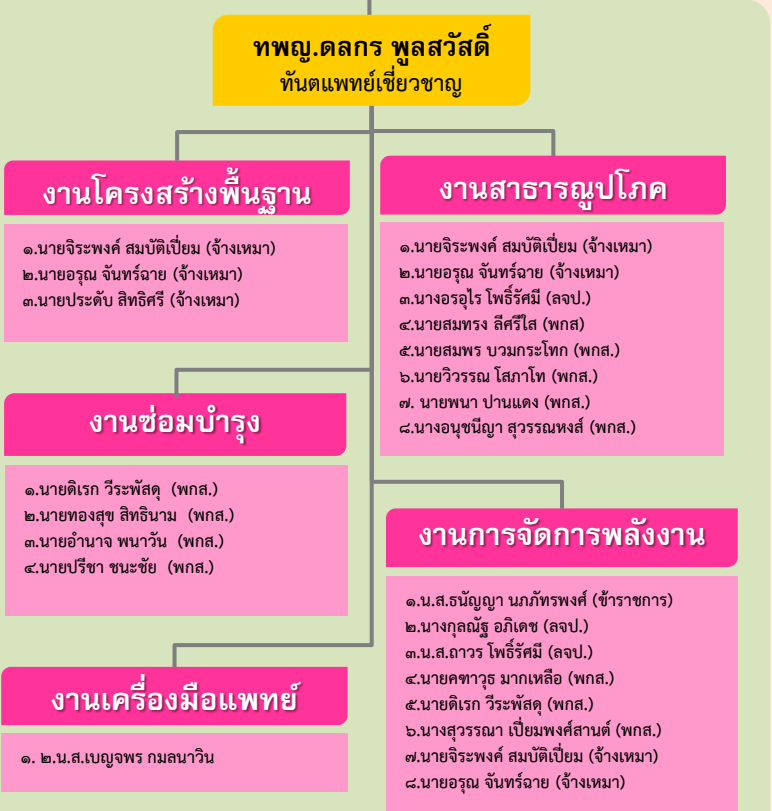 ทพญ.ดลกร พูลสวัสดิ์
ทันตแพทย์เชี่ยวชาญ
งานโครงสร้างพื้นฐาน
๑.นายจิระพงค์ สมบัติเปี่ยม (จ้างเหมา)
๒.นายอรุณ จันทร์ฉาย (จ้างเหมา)
๓.นายประดับ สิทธิศรี (จ้างเหมา)
งานสาธารณูปโภค
๑.นายจิระพงค์ สมบัติเปี่ยม (จ้างเหมา)
๒.นายอรุณ จันทร์ฉาย (จ้างเหมา)
๓.นางอรอุไร โพธิ์รัศมี (ลจป.)
๔.นายสมทรง ลีศรีใส (พกส)
๕.นายสมพร บวมกระโทก (พกส.)
๖.นายวิวรรณ โสภาโท (พกส.)
๗. นายพนา ปานแดง (พกส.)
๘.นางอนุชนีญา สุวรรณหงส์ (พกส.)
งานซ่อมบำรุง
๑.นายดิเรก วีระพัสดุ (พกส.)
๒.นายทองสุข สิทธินาม (พกส.)
๓.นายอำนาจ พนาวัน (พกส.)
๔.นายปรีชา ชนะชัย (พกส.)
งานการจัดการพลังงาน
๑.น.ส.ธนัญญา นภภัทรพงศ์ (ข้าราชการ)
๒.นางกุลณัฐ อภิเดช (ลจป.)
๓.น.ส.ถาวร โพธิ์รัศมี (ลจป.)
๔.นายคฑาวุธ มากเหลือ (พกส.)
๕.นายดิเรก วีระพัสดุ (พกส.)
๖.นางสุวรรณา เปี่ยมพงศ์สานต์ (พกส.)
๗.นายจิระพงค์ สมบัติเปี่ยม (จ้างเหมา)
๘.นายอรุณ จันทร์ฉาย (จ้างเหมา)
งานเครื่องมือแพทย์
๑. ๒.น.ส.เบญจพร กมลนาวิน